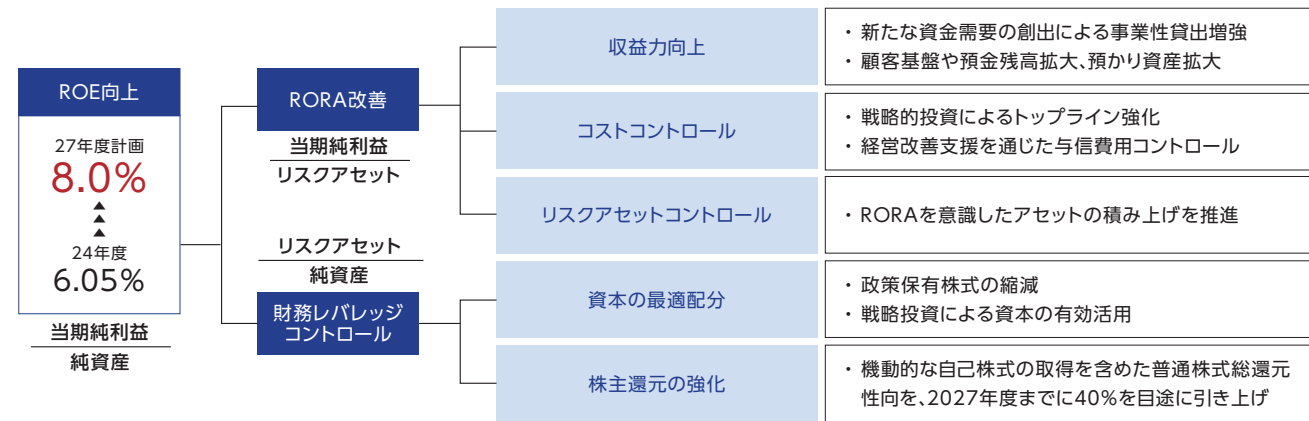 ROE向上
27年度計画
8.0%
▲
▲
▲
24年度
6.05%
当期純利益
純資産
RORA改善
当期純利益
リスクアセット
リスクアセット
純資産
財務レバレッジ
コントロール
収益力向上
・ 新たな資金需要の創出による事業性貸出増強
・ 顧客基盤や預金残高拡大、預かり資産拡大
コストコントロール
・ 戦略的投資によるトップライン強化
・ 経営改善支援を通じた与信費用コントロール
リスクアセットコントロール
・ RORAを意識したアセットの積み上げを推進
資本の最適配分
・ 政策保有株式の縮減
・ 戦略投資による資本の有効活用
株主還元の強化
・ 機動的な自己株式の取得を含めた普通株式総還元
性向を、2027年度までに40%を目途に引き上げ